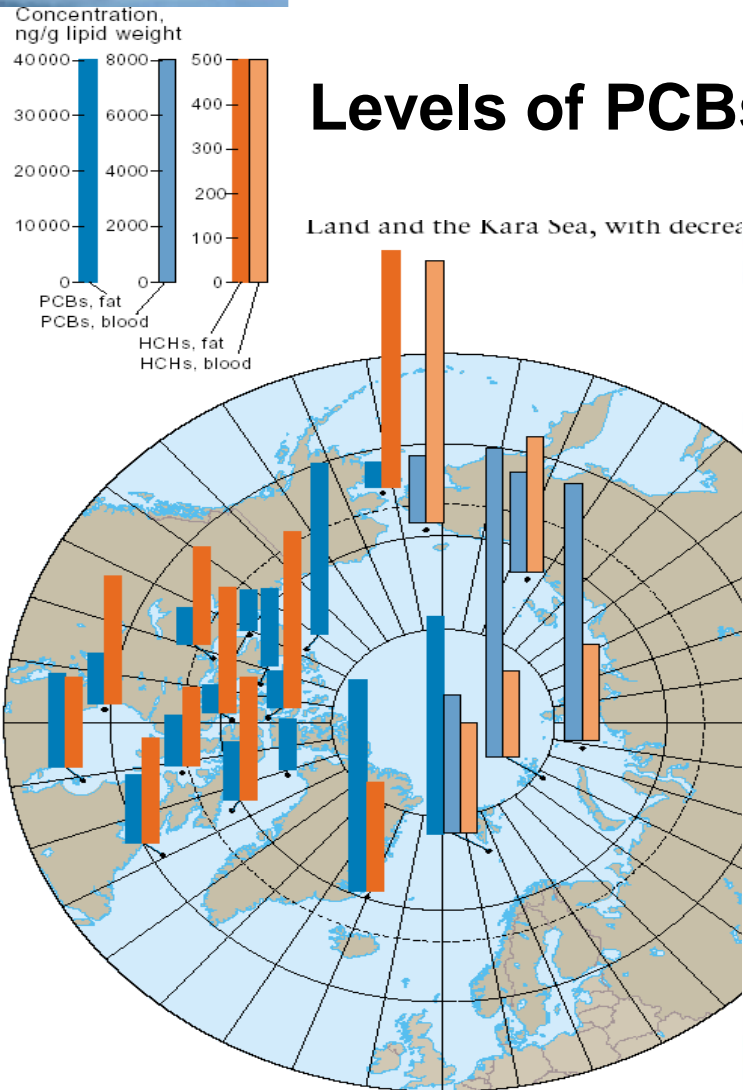 Concentration,
ng/g lipid weight
40000 8000 500
400
30000 6000
300
20000 4000
200
10000 2000
100
0 0 0
PCBs, fat
PCBs, blood
HCHs, fat
HCHs, blood
Levels of PCBs
Land and the Kara Sea, with decrea